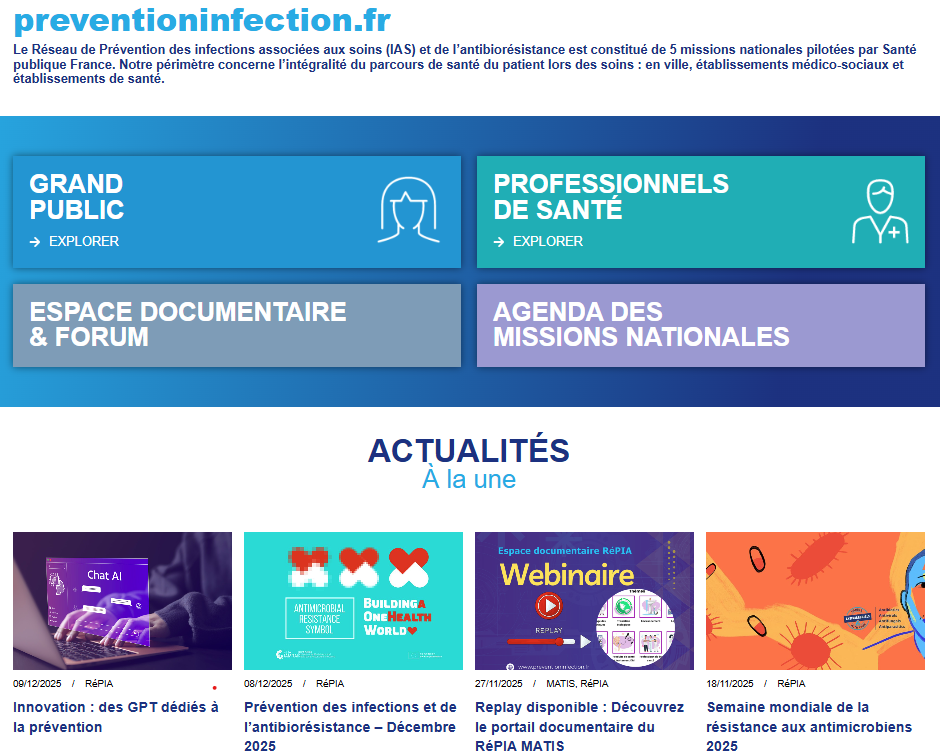 preventioninfection.fr
Le Réseau de Prévention des infections associées aux soins (IAS) et de l’antibiorésistance est constitué de 5 missions nationales pilotées par Santé
publique France. Notre périmètre concerne l’intégralité du parcours de santé du patient lors des soins : en ville, établissements médico-sociaux et
établissements de santé.
GRAND
PUBLIC
→ EXPLORER
PROFESSIONNELS
DE SANTÉ
→ EXPLORER
ESPACE DOCUMENTAIRE
& FORUM
AGENDA DES
MISSIONS NATIONALES
ACTUALITÉS
À la une
Chat AI
09/12/2025 / RéPIA
Innovation : des GPT dédiés à
la prévention
ANTIMICROBIAL
RESISTANCE
SYMBOL
BUILDING A
ONE HEALTH
WORLD
08/12/2025 / RéPIA
Prévention des infections et de
l’antibiorésistance – Décembre
2025
Espace documentaire RéPIA
Webinaire
REPLAY
Thèmes
www.preventioninfection.fr
27/11/2025 / MATIS, RéPIA
Replay disponible : Découvrez
le portail documentaire du
RéPIA MATIS
18/11/2025 / RéPIA
Semaine mondiale de la
résistance aux antimicrobiens
2025